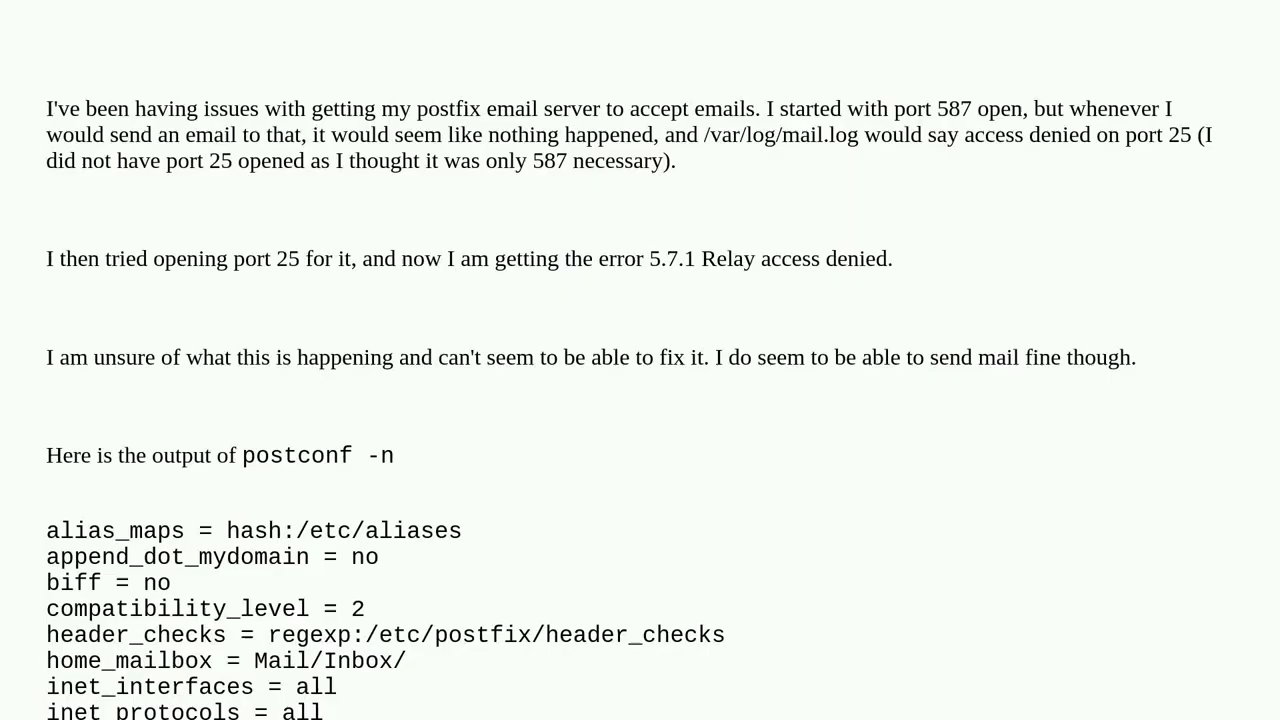 I've been having issues with getting my postfix email server to accept emails. I started with port 587 open, but whenever I
would send an email to that, it would seem like nothing happened, and /var/log/mail.log would say access denied on port 25 (I
did not have port 25 opened as I thought it was only 587 necessary).
I then tried opening port 25 for it, and now I am getting the error 5.7.1 Relay access denied.
I am unsure of what this is happening and can't seem to be able to fix it. I do seem to be able to send mail fine though.
Here is the output of postconf -n
alias_maps = hash:/etc/aliases
append_dot_mydomain = no
biff = no
compatibility_level = 2
header_checks = regexp:/etc/postfix/header_checks
home_mailbox = Mail/Inbox/
inet_interfaces = all
inet_protocols = all